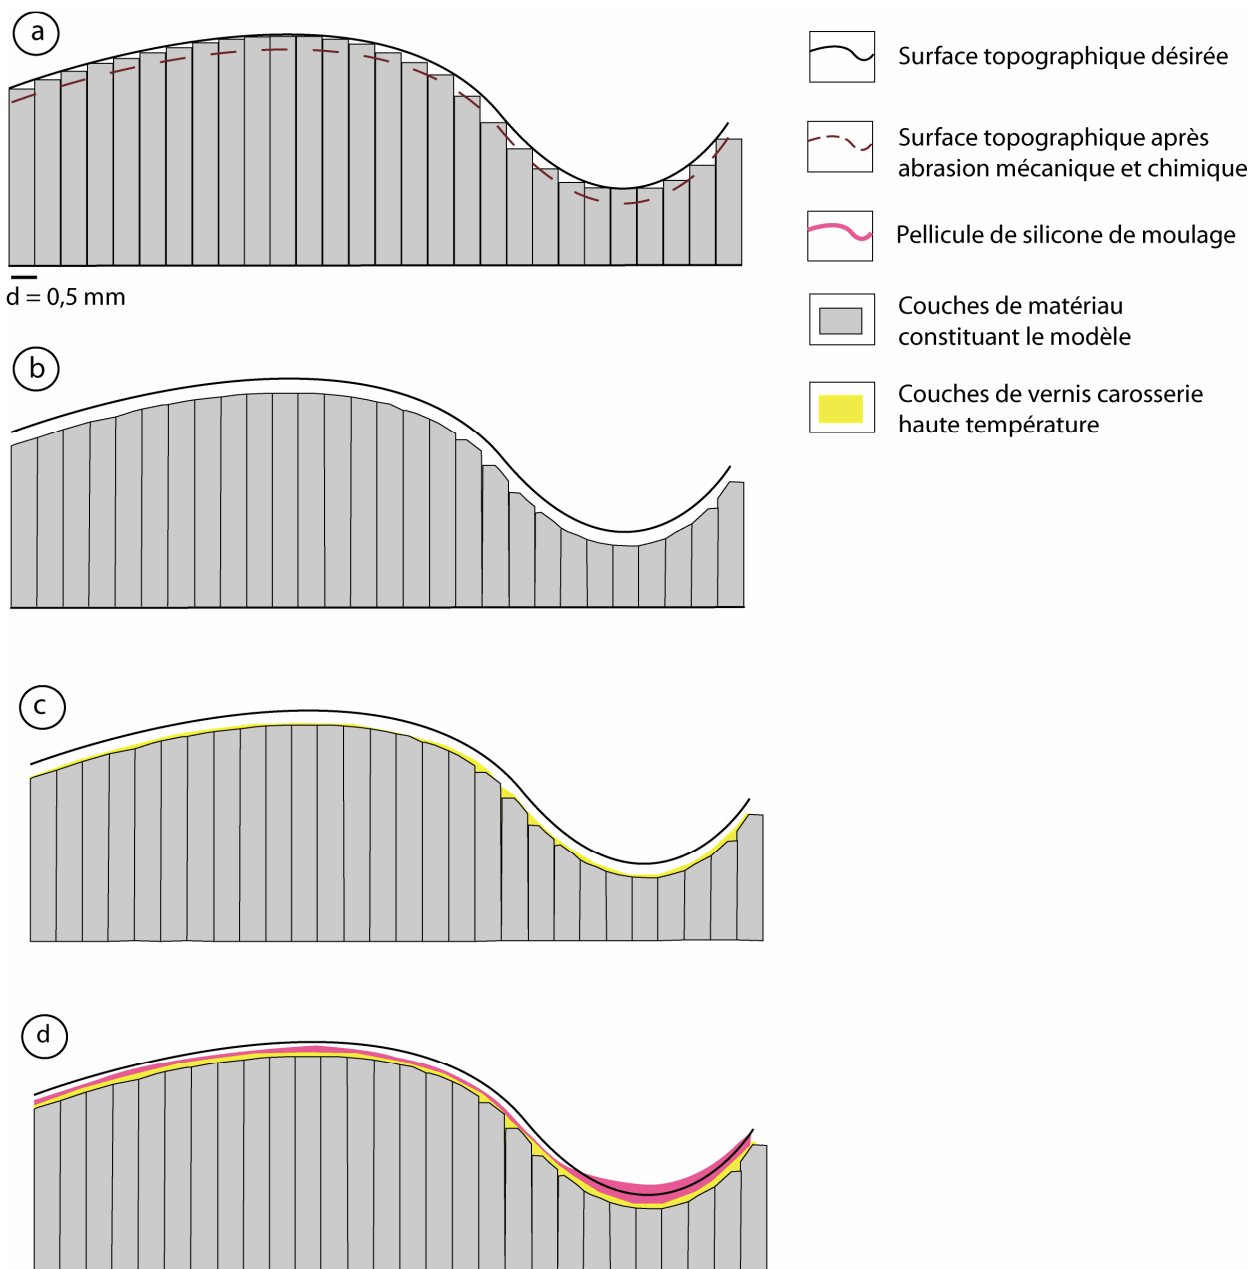 a
d = 0,5 mm
b
c
d
Surface topographique désirée
Surface topographique après
abrasion mécanique et chimique
Pellicule de silicone de moulage
Couches de matériau
constituant le modèle
Couches de vernis carosserie
haute température